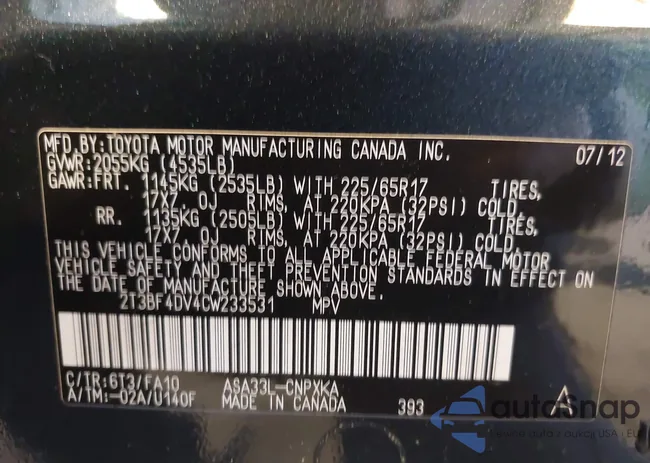 MFD.BY:TOYOTA MOTOR MANUFACTURING CANADA INC. 07/12
GVWR:2055KG (4535LB)
GAWR:FRT. 1145KG (2535LB) WITH 225/65R17 TIRES,
17X7.0J RIMS, AT 220KPA (32PSI) COLD.
RR. 1135KG (2505LB) WITH 225/65R17 TIRES,
17X7.0J RIMS, AT 220KPA (32PSI) COLD.
THIS VEHICLE CONFORMS TO ALL APPLICABLE FEDERAL MOTOR
VEHICLE SAFETY AND THEFT PREVENTION STANDARDS IN EFFECT ON
THE DATE OF MANUFACTURE SHOWN ABOVE.
2T3BF4DV4CW233531 MPV
C/TR:6T3/FA10 ASA33L-CNPXKA
A/TM:-02A/U140F MADE IN CANADA 393
autoSnap